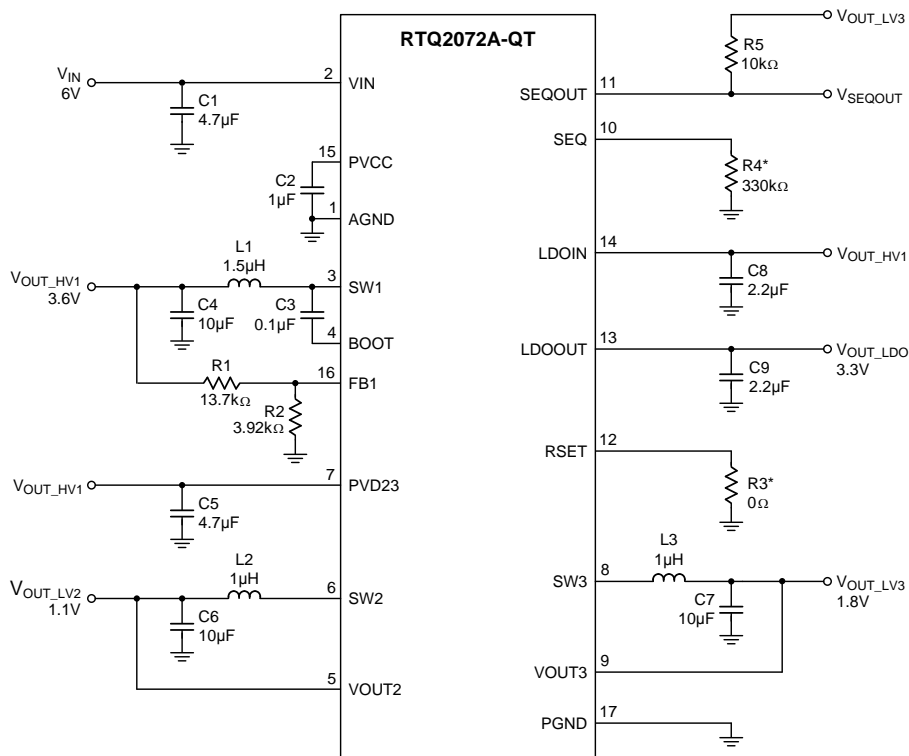 RTQ2072A-QT
VOUT_LV3
R5
10kΩ
VIN
6V
2
VIN
C1
4.7µF
SEQOUT
11
VSEQOUT
SEQ
10
R4*
330kΩ
15
PVCC
C2
1µF
1
AGND
LDOIN
14
VOUT_HV1
C8
2.2µF
VOUT_HV1
3.6V
L1
1.5µH
3
SW1
C4
10µF
C3
0.1µF
4
BOOT
LDOOUT
13
VOUT_LDO
3.3V
C9
2.2µF
R1
13.7kΩ
16
FB1
R2
3.92kΩ
RSET
12
R3*
0Ω
VOUT_HV1
7
PVD23
C5
4.7µF
VOUT_LV2
1.1V
L2
1µH
6
SW2
C6
10µF
5
VOUT2
SW3
8
L3
1µH
VOUT_LV3
1.8V
C7
10µF
VOUT3
9
PGND
17